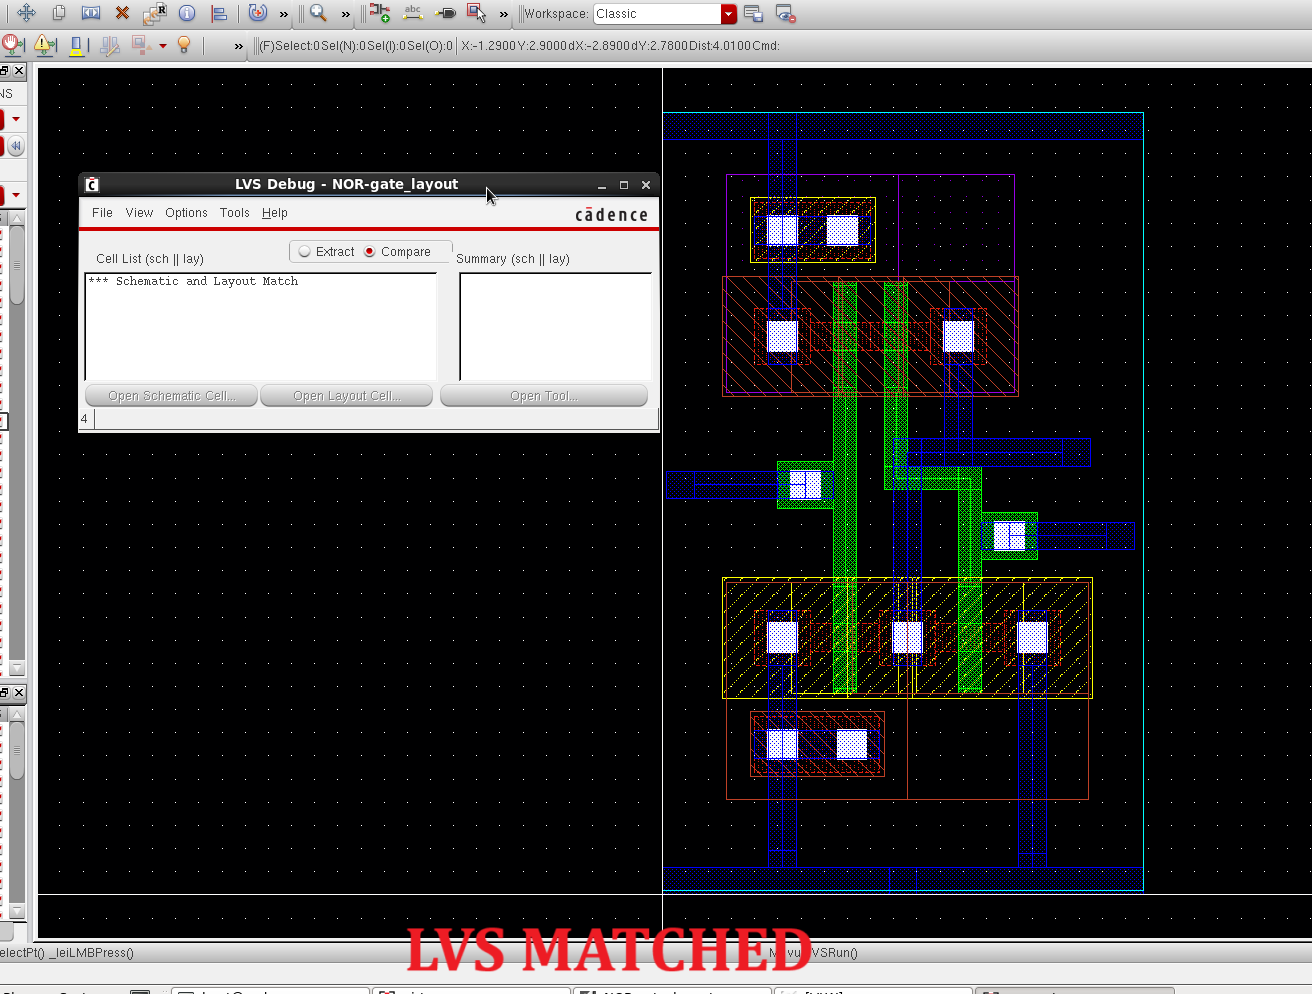 abc
Workspace: Classic
(F)Select:0 Sel(N):0 Sel(I):0 Sel(O):0 X:-1.2900 Y:2.9000 dX:-2.8900 dY:2.7800 Dist:4.0100 Cmd:
NS
LVS Debug - NOR-gate_layout
File View Options Tools Help
cādence
Extract Compare
Cell List (sch || lay) Summary (sch || lay)
*** Schematic and Layout Match
Open Schematic Cell... Open Layout Cell... Open Tool...
4
electPt() _leiLMBPress()
VSRun()
LVS MATCHED